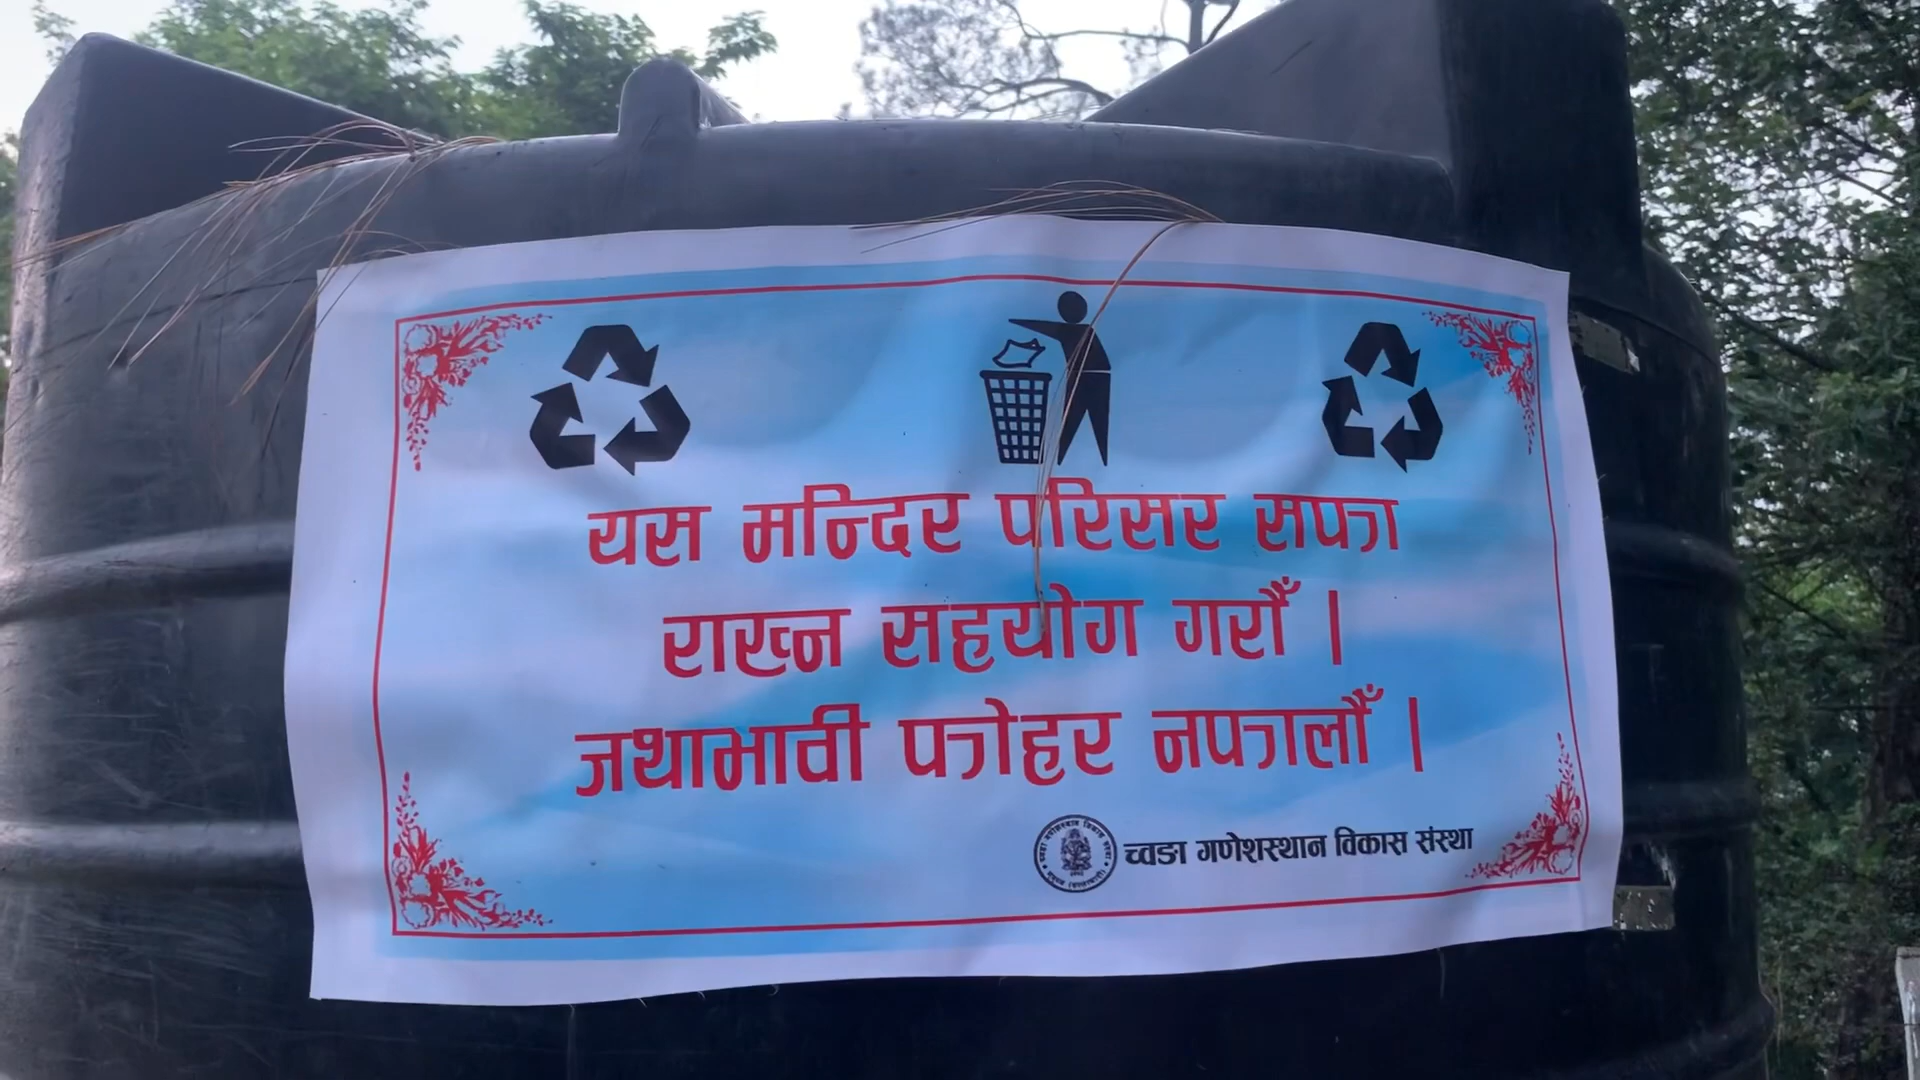 यस मन्दिर परिसर सफा
राख्न सहयोग गरौँ ।
जथाभावी फोहर नफालौँ ।
च्वङा गणेशस्थान विकास संस्था